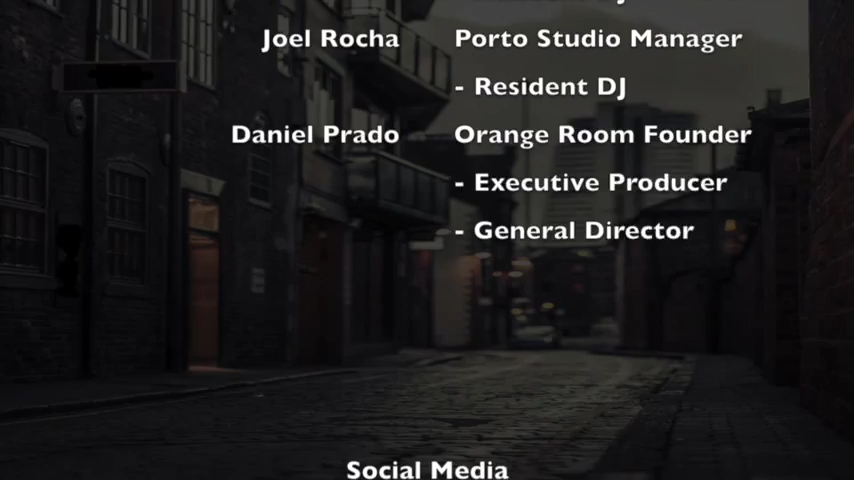 Joel Rocha Porto Studio Manager
- Resident DJ
Daniel Prado Orange Room Founder
- Executive Producer
- General Director
Social Media